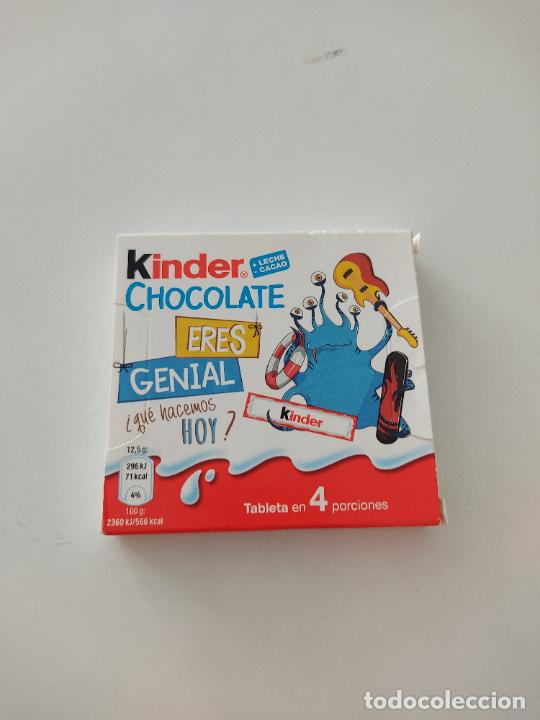 Kinder®
+ LECHE
- CACAO
CHOCOLATE
ERES
GENIAL
¿qué hacemos
HOY?
kinder
12,5 g:
296 kJ
71 kcal
4%
100 g:
2360 kJ/566 kcal
Tableta en 4 porciones
todocoleccion